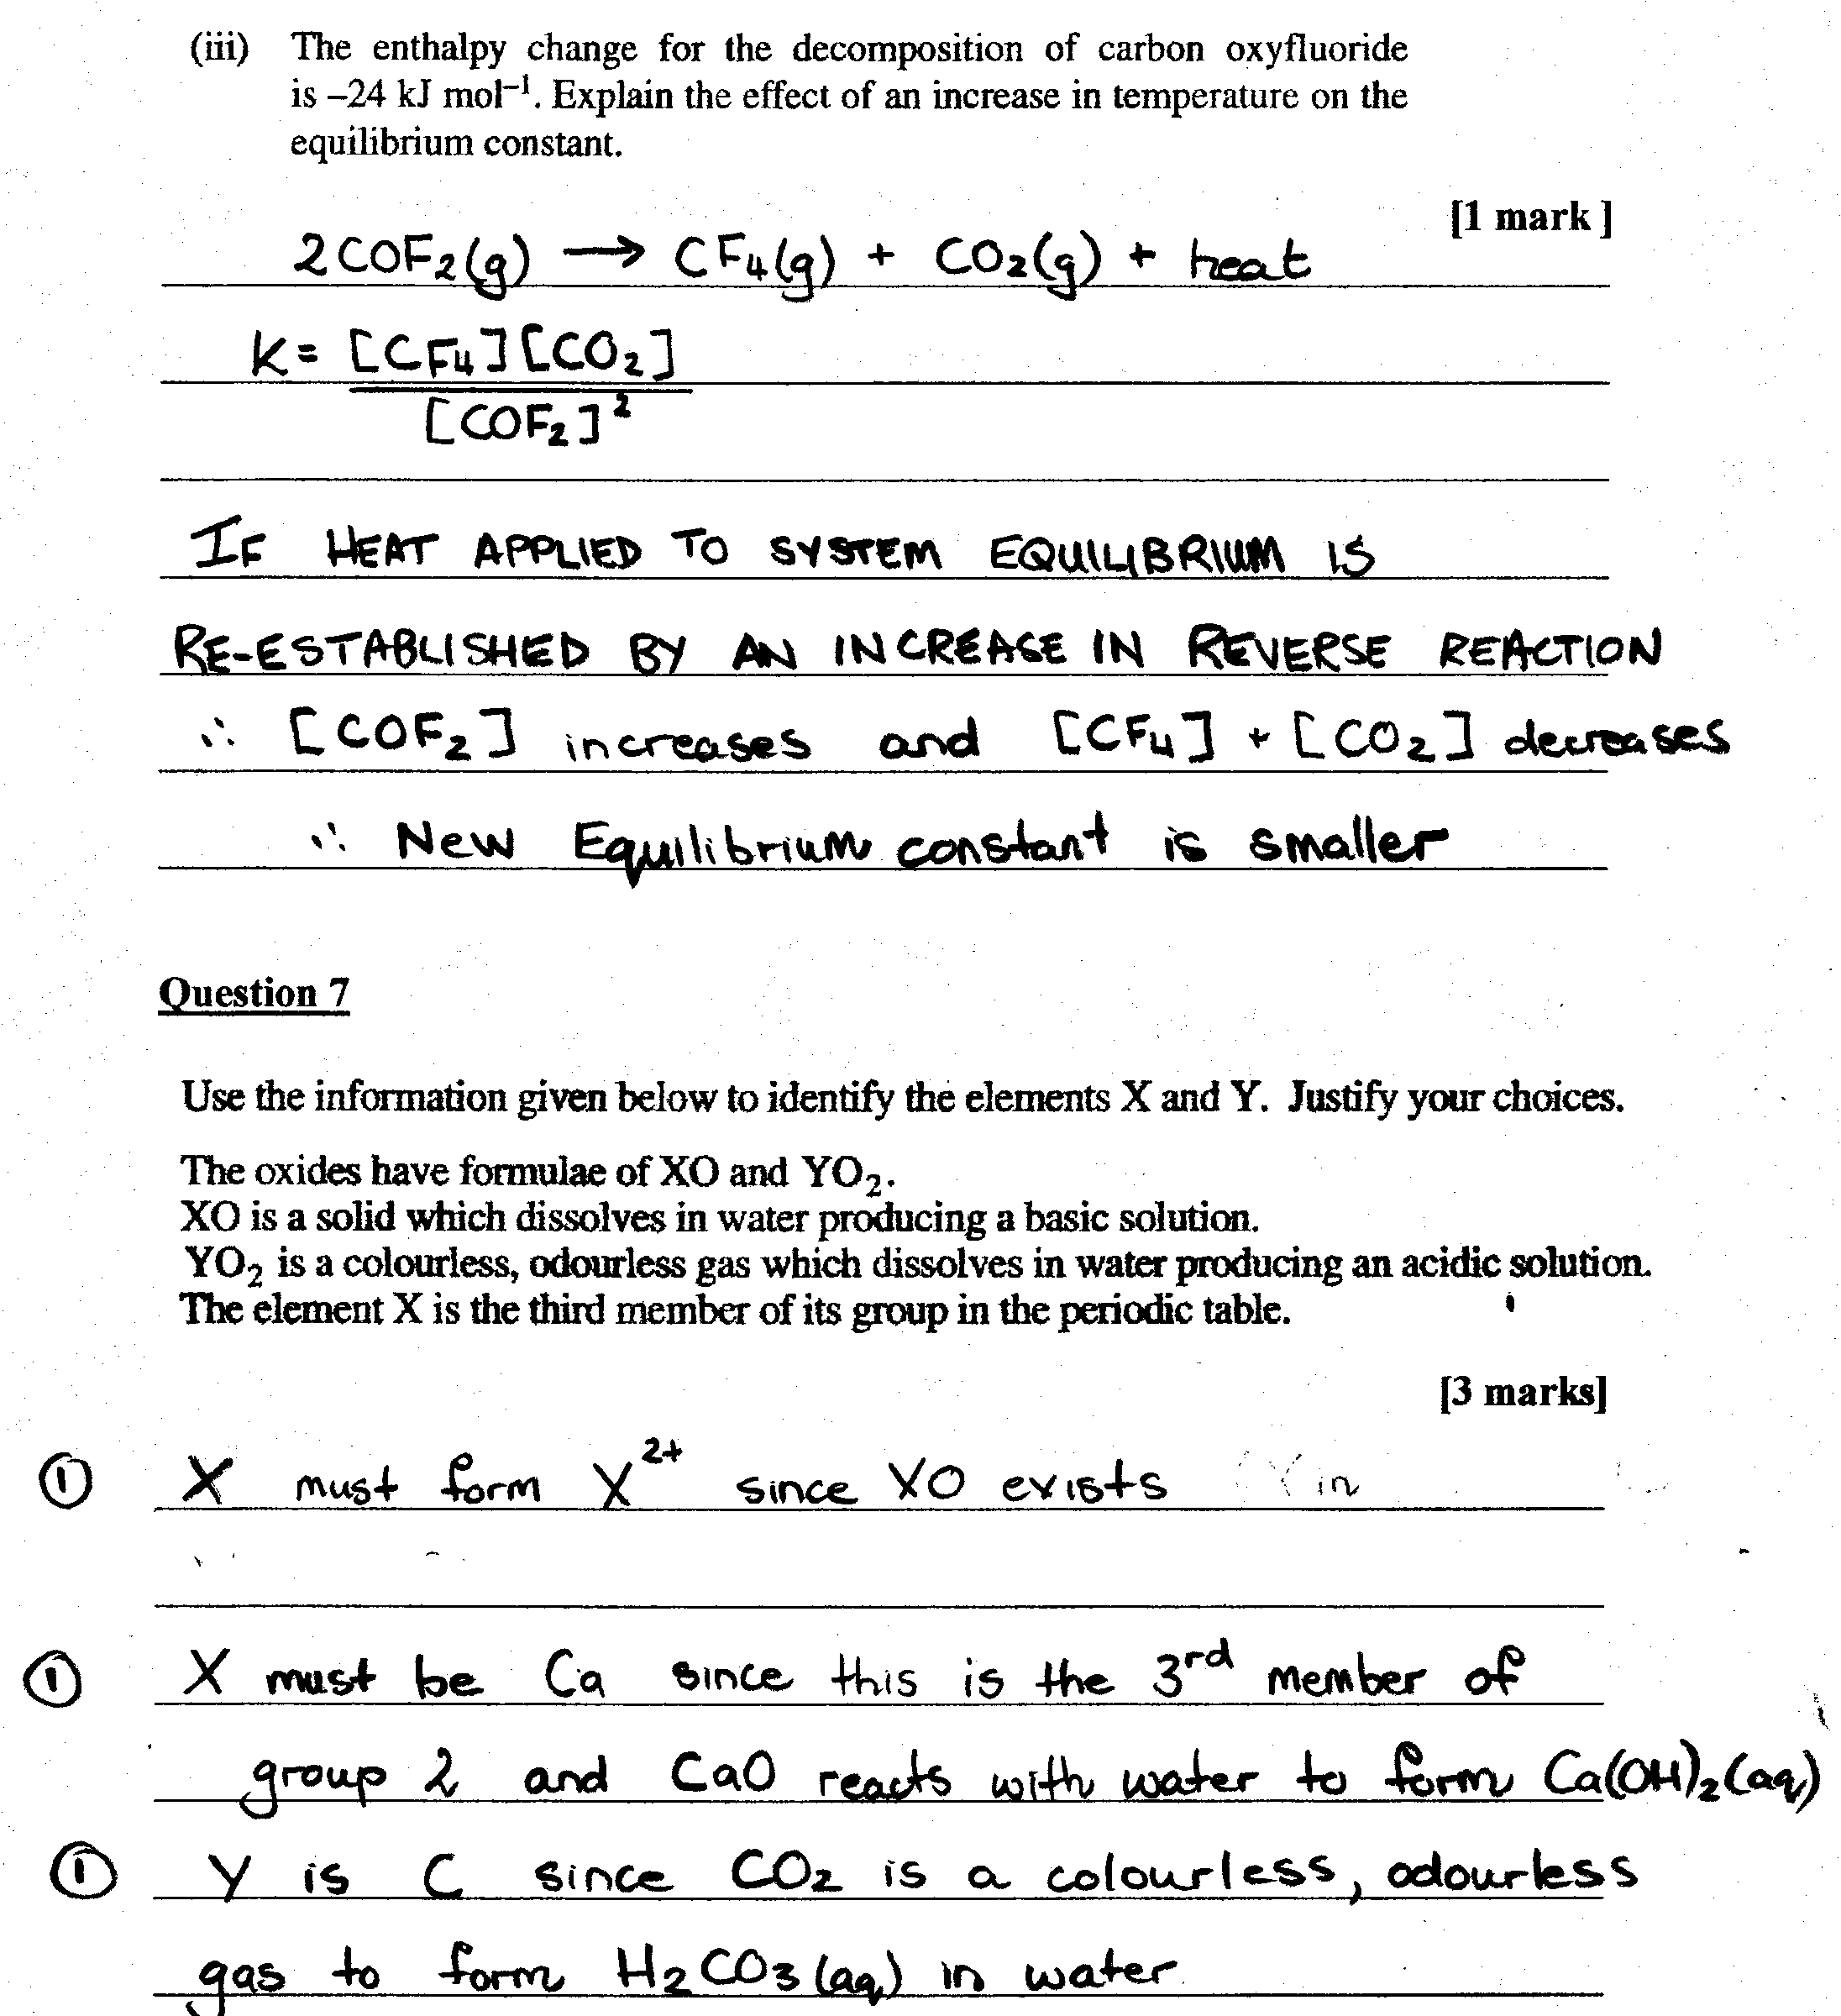 (iii) The enthalpy change for the decomposition of carbon oxyfluoride
is –24 kJ mol⁻¹. Explain the effect of an increase in temperature on the
equilibrium constant.
[1 mark ]
2COF₂(g) → CF₄(g) + CO₂(g) + heat
K = [CF₄][CO₂]
[COF₂]²
IF HEAT APPLIED TO SYSTEM EQUILIBRIUM IS
RE-ESTABLISHED BY AN INCREASE IN REVERSE REACTION
∴ [COF₂] increases and [CF₄] + [CO₂] decreases
∴ New Equilibrium constant is smaller
Question 7
Use the information given below to identify the elements X and Y. Justify your choices.
The oxides have formulae of XO and YO₂.
XO is a solid which dissolves in water producing a basic solution.
YO₂ is a colourless, odourless gas which dissolves in water producing an acidic solution.
The element X is the third member of its group in the periodic table.
[3 marks]
① X must form X²⁺ since XO exists in
① X must be Ca since this is the 3rd member of
group 2 and CaO reacts with water to form Ca(OH)₂(aq)
① Y is C since CO₂ is a colourless, odourless
gas to form H₂CO₃(aq) in water